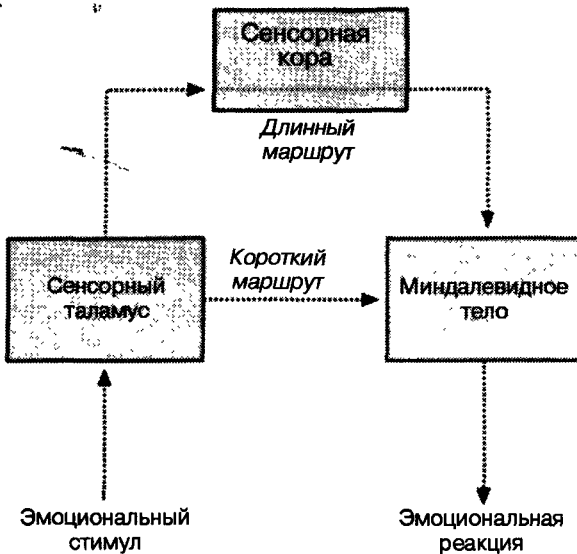 Сенсорная
кора
Длинный
маршрут
Короткий
маршрут
Сенсорный
таламус
Миндалевидное
тело
Эмоциональный
стимул
Эмоциональная
реакция